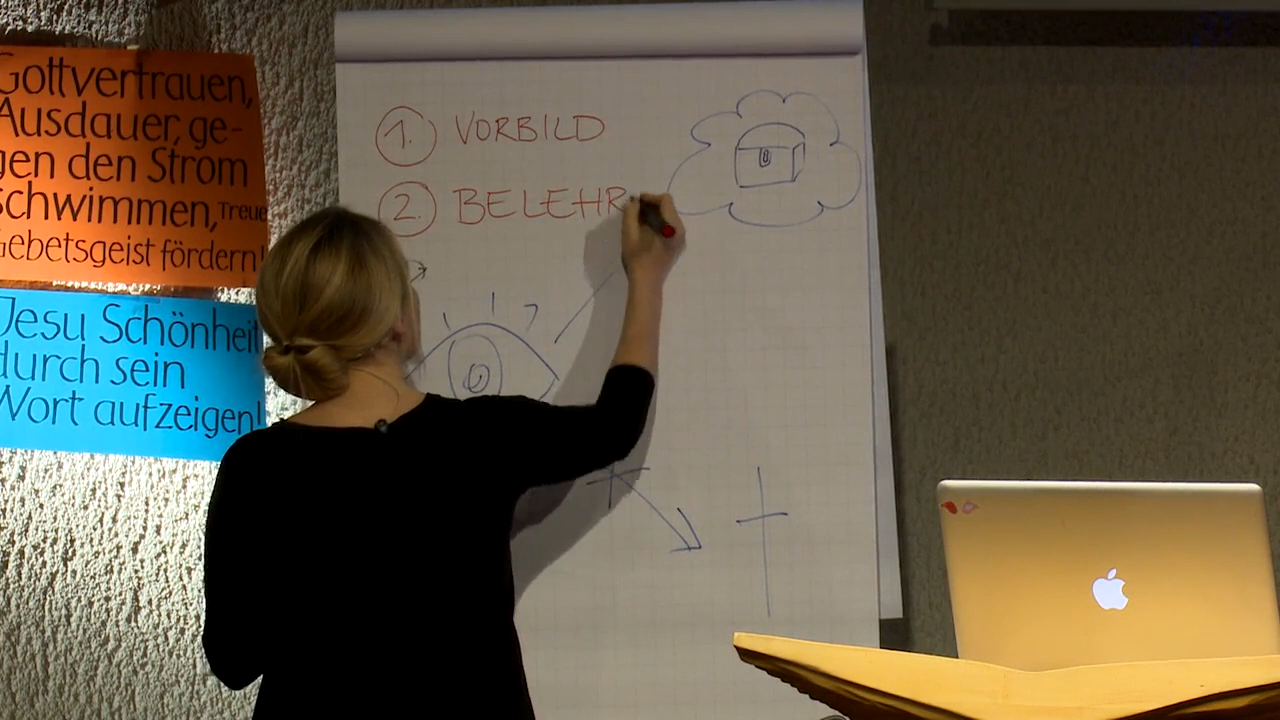 Gottvertrauen,
Ausdauer, ge-
gen den Strom
schwimmen, Treue
Gebetsgeist fördern!
Jesu Schönheit
durch sein
Wort aufzeigen!
1. VORBILD
2. BELEHR